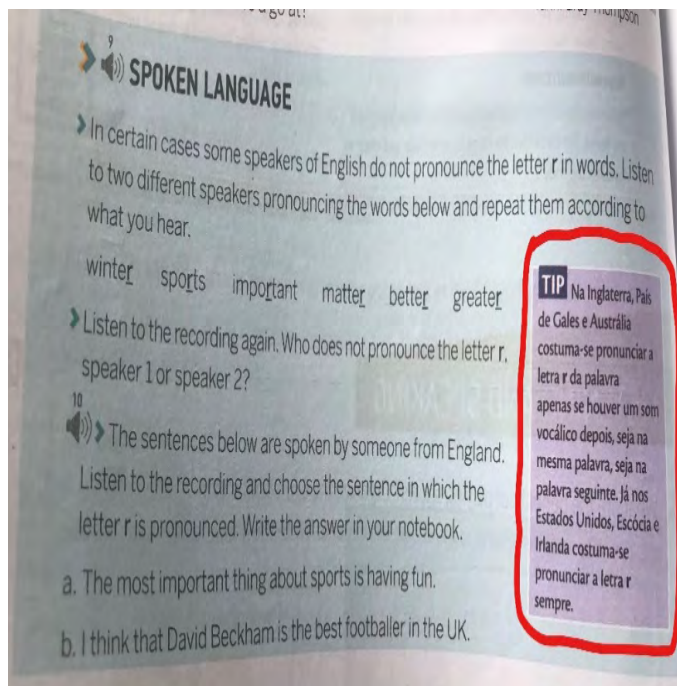 Thompson
9
SPOKEN LANGUAGE
In certain cases some speakers of English do not pronounce the letter r in words. Listen
to two different speakers pronouncing the words below and repeat them according to
what you hear.
winter sports important matter better greater
Listen to the recording again. Who does not pronounce the letter r,
speaker 1 or speaker 2?
10
The sentences below are spoken by someone from England.
Listen to the recording and choose the sentence in which the
letter r is pronounced. Write the answer in your notebook.
a. The most important thing about sports is having fun.
b. I think that David Beckham is the best footballer in the UK.
TIP Na Inglaterra, País
de Gales e Austrália
costuma-se pronunciar a
letra r da palavra
apenas se houver um som
vocálico depois, seja na
mesma palavra, seja na
palavra seguinte. Já nos
Estados Unidos, Escócia e
Irlanda costuma-se
pronunciar a letra r
sempre.